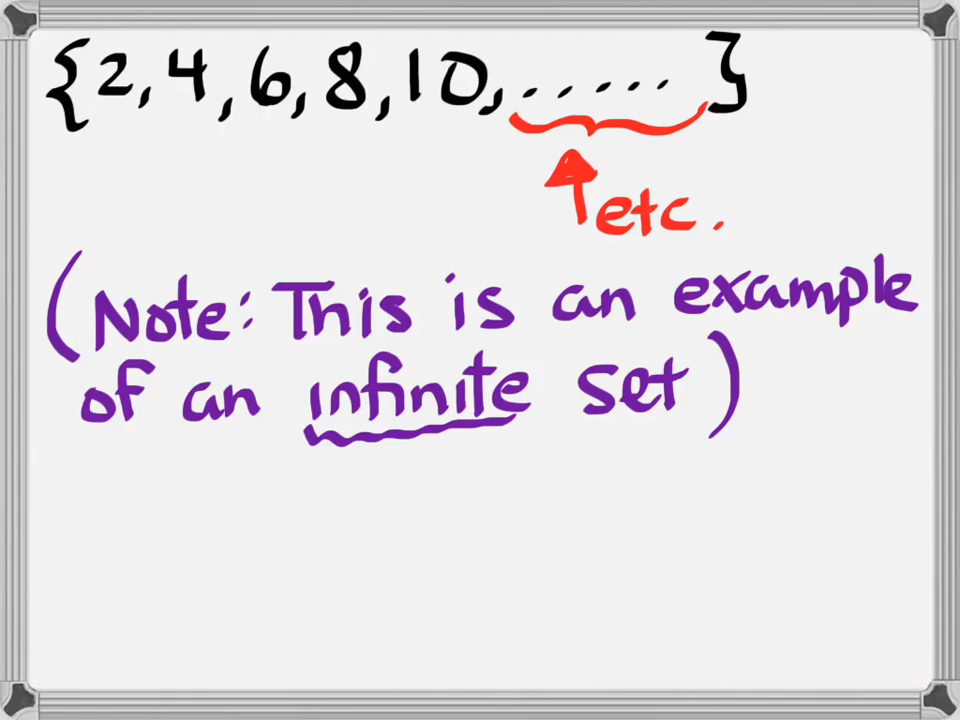 {2, 4, 6, 8, 10, ..... }
etc.
(Note: This is an example
of an infinite set)